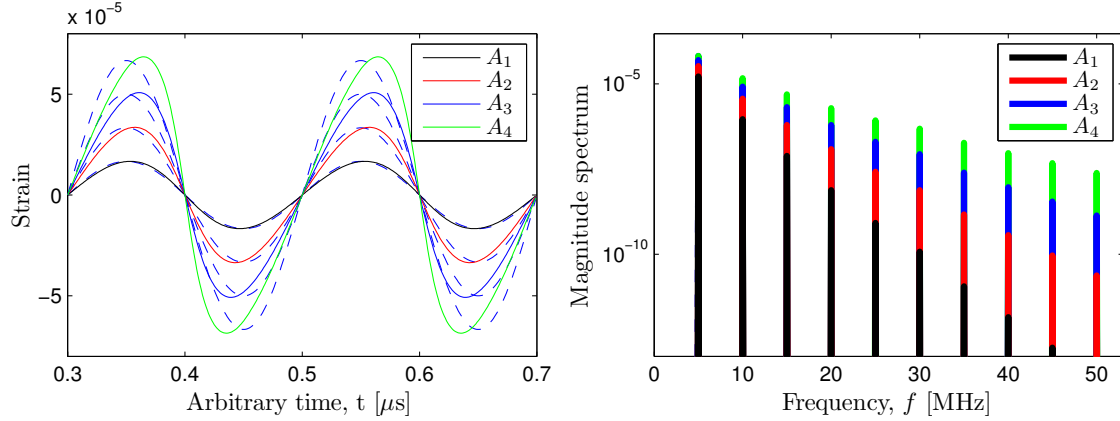 x 10⁻⁵
5
0
−5
Strain
0.3 0.4 0.5 0.6 0.7
Arbitrary time, t [μs]
A₁
A₂
A₃
A₄
10⁻⁵
10⁻¹⁰
Magnitude spectrum
0 10 20 30 40 50
Frequency, f [MHz]
A₁
A₂
A₃
A₄